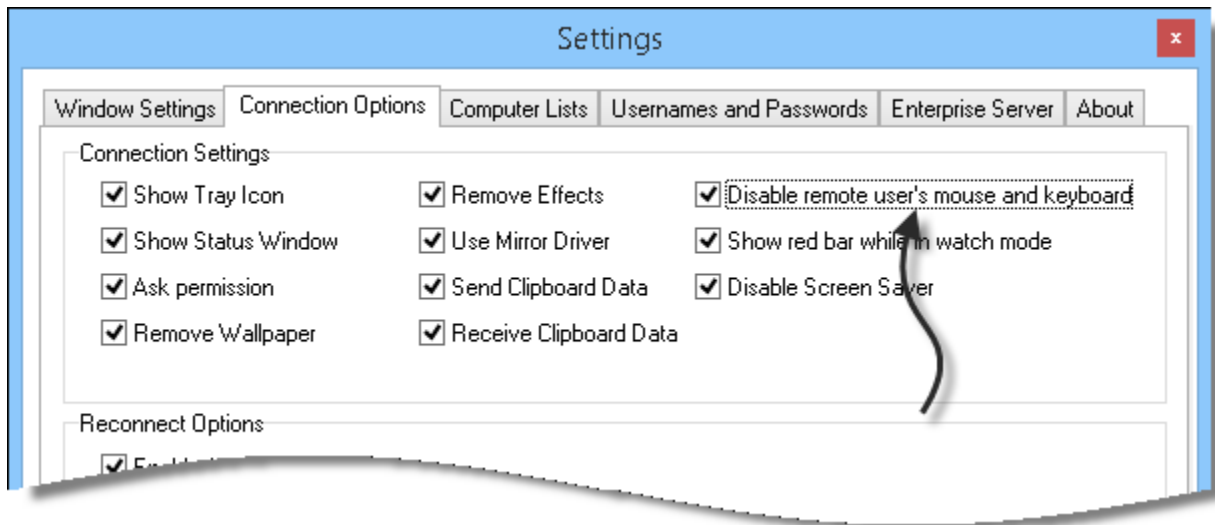 Settings
x
Window Settings Connection Options Computer Lists Usernames and Passwords Enterprise Server About
Connection Settings
Show Tray Icon Remove Effects Disable remote user's mouse and keyboard
Show Status Window Use Mirror Driver Show red bar while in watch mode
Ask permission Send Clipboard Data Disable Screen Saver
Remove Wallpaper Receive Clipboard Data
Reconnect Options